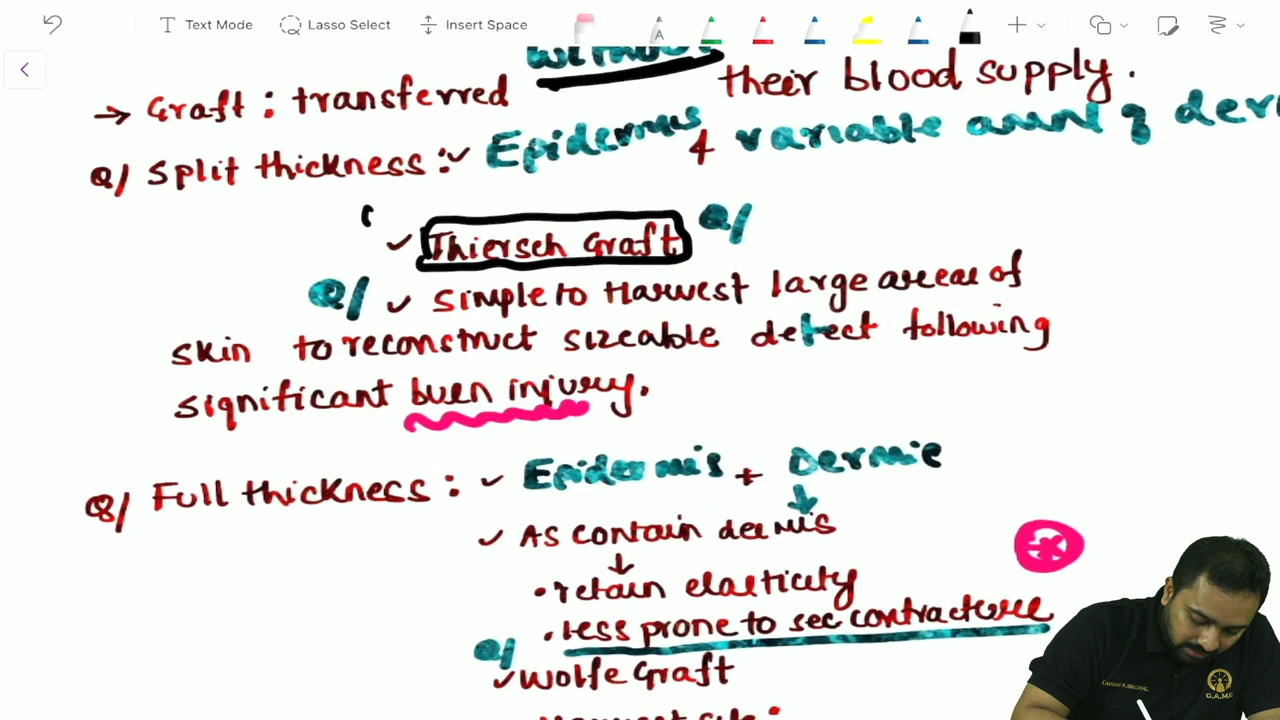 Text Mode Lasso Select Insert Space
without
→ Graft: transferred their blood supply.
Q/ Split thickness: ✓ Epidermis & variable amnt of der
✓ Thiersch Graft Q/
Q/ ✓ simple to Harvest large areas of
skin to reconstruct sizeable defect following
significant burn injury.
Q/ Full thickness: ✓ Epidermis + Dermis
↓
✓ As contain dermis
↓
• retain elasticity
• less prone to sec contracture
Q/
✓ Wolfe Graft
G.A.M.E